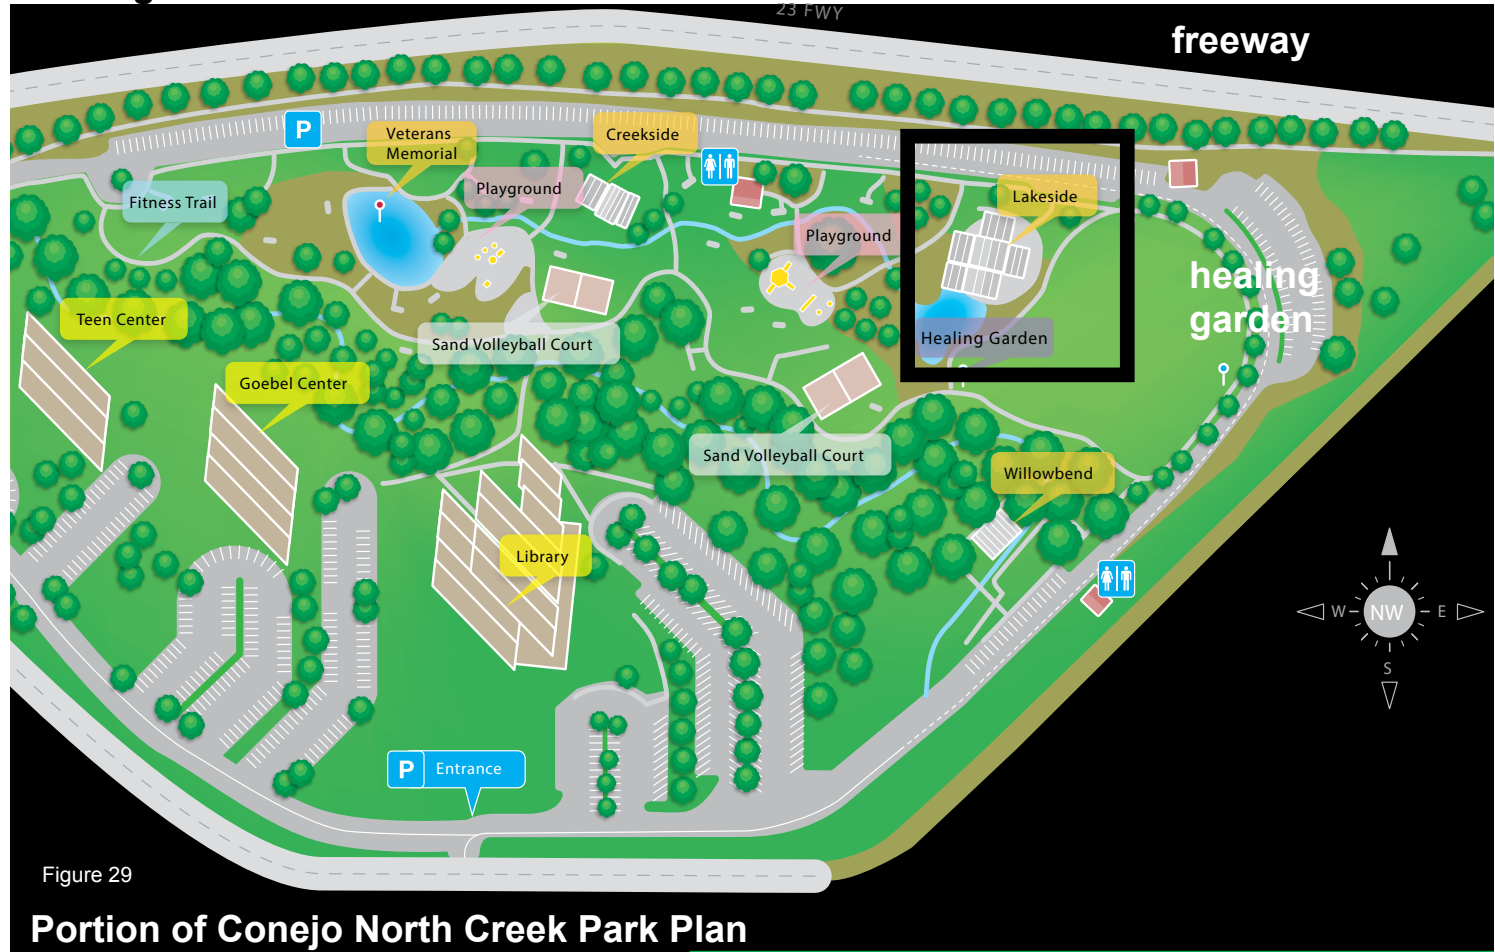 23 FWY
freeway
P
Veterans
Memorial
Creekside
Playground
Fitness Trail
Lakeside
Playground
healing
garden
Teen Center
Sand Volleyball Court
Healing Garden
Goebel Center
Sand Volleyball Court
Willowbend
Library
W
NW
E
S
P
Entrance
Figure 29
Portion of Conejo North Creek Park Plan